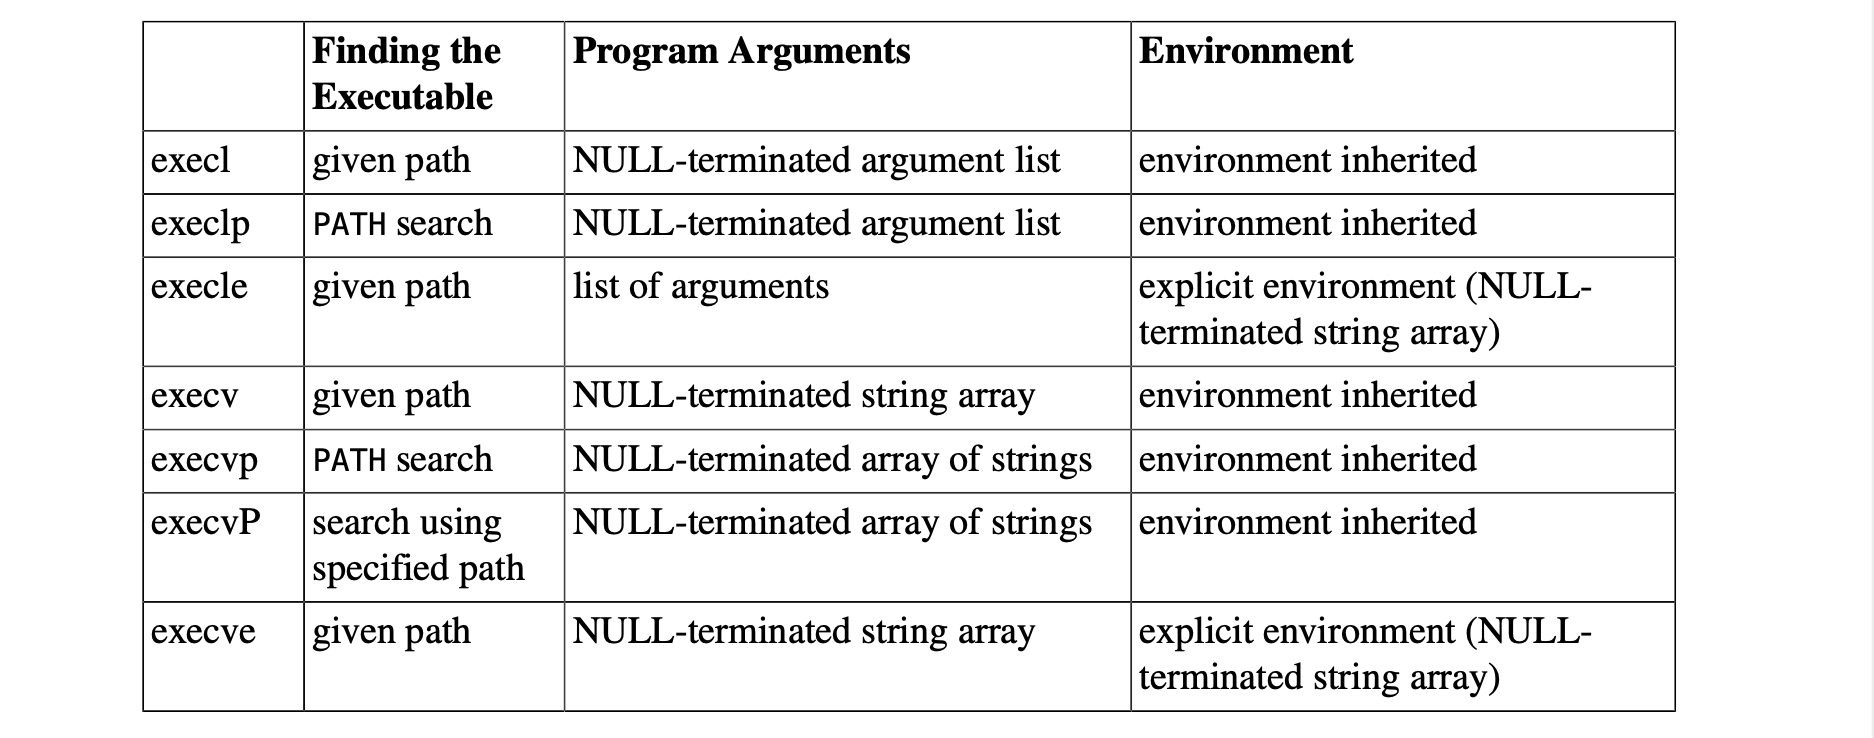 Finding the Executable	Program Arguments	Environment
execl	given path	NULL-terminated argument list	environment inherited
execlp	PATH search	NULL-terminated argument list	environment inherited
execle	given path	list of arguments	explicit environment (NULL-terminated string array)
execv	given path	NULL-terminated string array	environment inherited
execvp	PATH search	NULL-terminated array of strings	environment inherited
execvP	search using specified path	NULL-terminated array of strings	environment inherited
execve	given path	NULL-terminated string array	explicit environment (NULL-terminated string array)